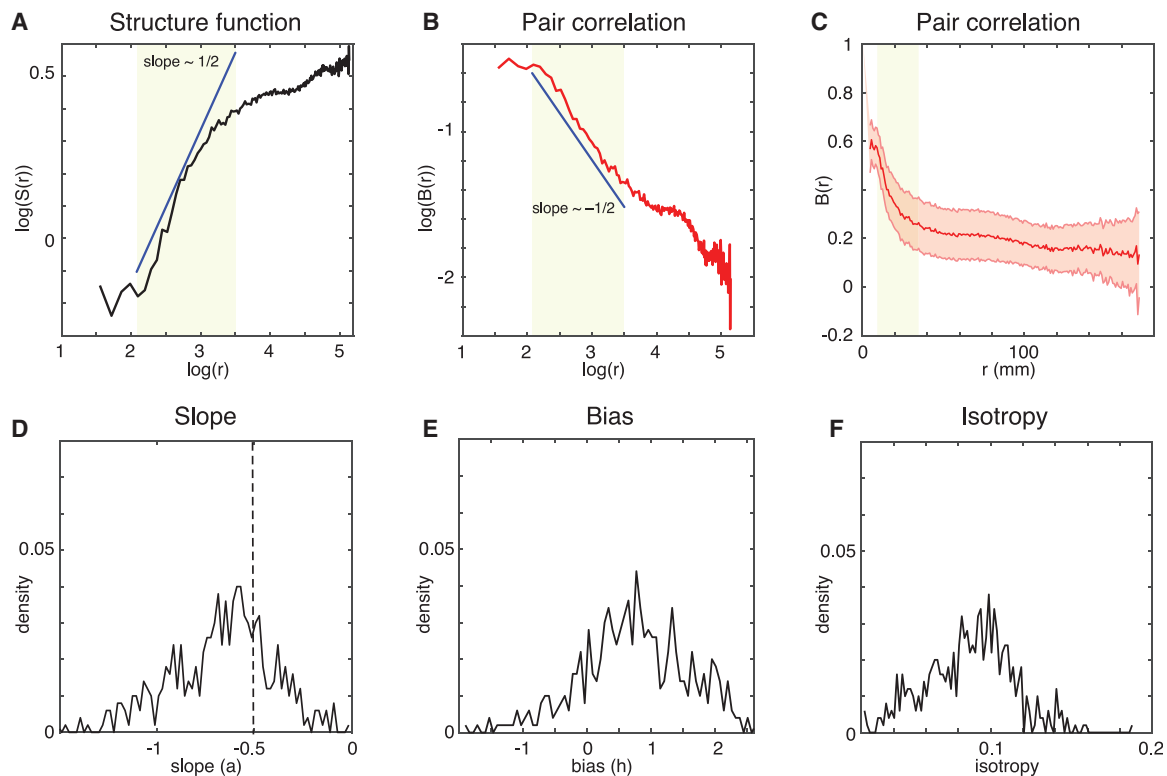 A
Structure function
slope ~ 1/2
0.5
0
log(S(r))
1 2 3 4 5
log(r)
B
Pair correlation
slope ~ −1/2
-1
-2
log(B(r))
1 2 3 4 5
log(r)
C
Pair correlation
1
0.8
0.6
0.4
0.2
0
-0.2
B(r)
0 100
r (mm)
D
Slope
0.05
0
density
-1 -0.5 0
slope (a)
E
Bias
0.05
0
density
-1 0 1 2
bias (h)
F
Isotropy
0.05
0
density
0.1 0.2
isotropy